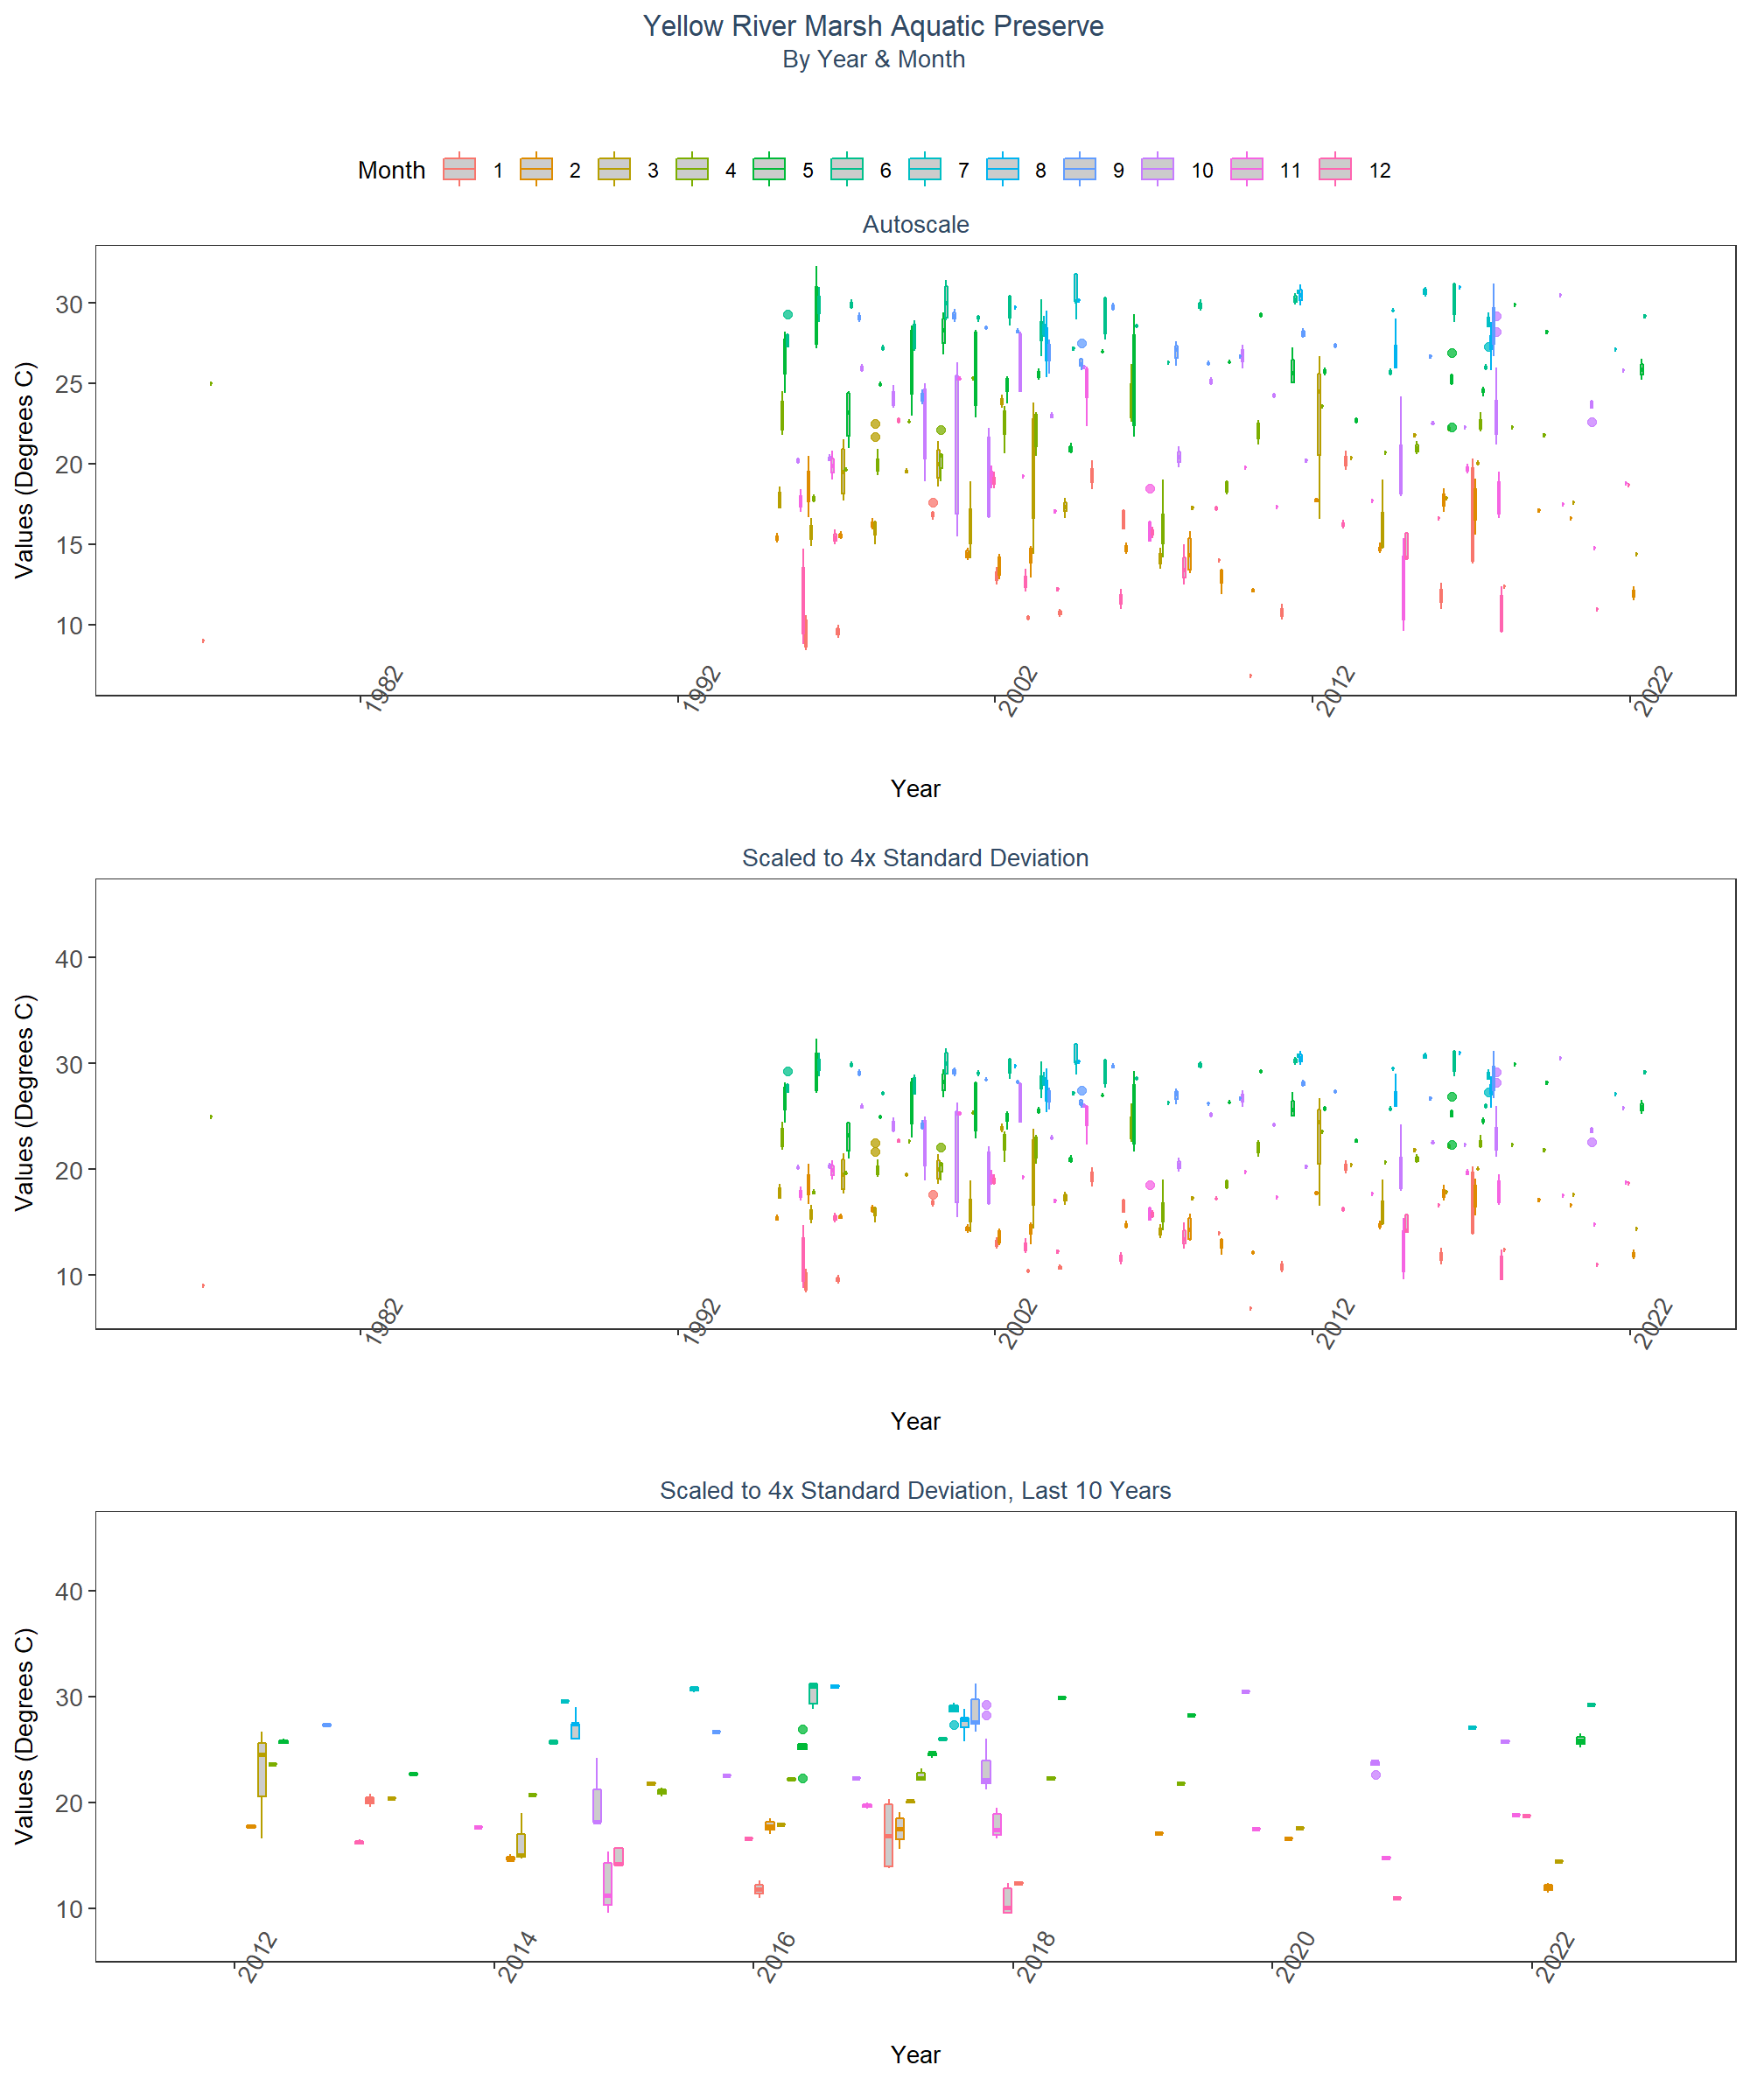 Yellow River Marsh Aquatic Preserve
By Year & Month
Month 1 2 3 4 5 6 7 8 9 10 11 12
Autoscale
Values (Degrees C)
30
25
20
15
10
1982 1992 2002 2012 2022
Year
Scaled to 4x Standard Deviation
Values (Degrees C)
40
30
20
10
1982 1992 2002 2012 2022
Year
Scaled to 4x Standard Deviation, Last 10 Years
Values (Degrees C)
40
30
20
10
2012 2014 2016 2018 2020 2022
Year